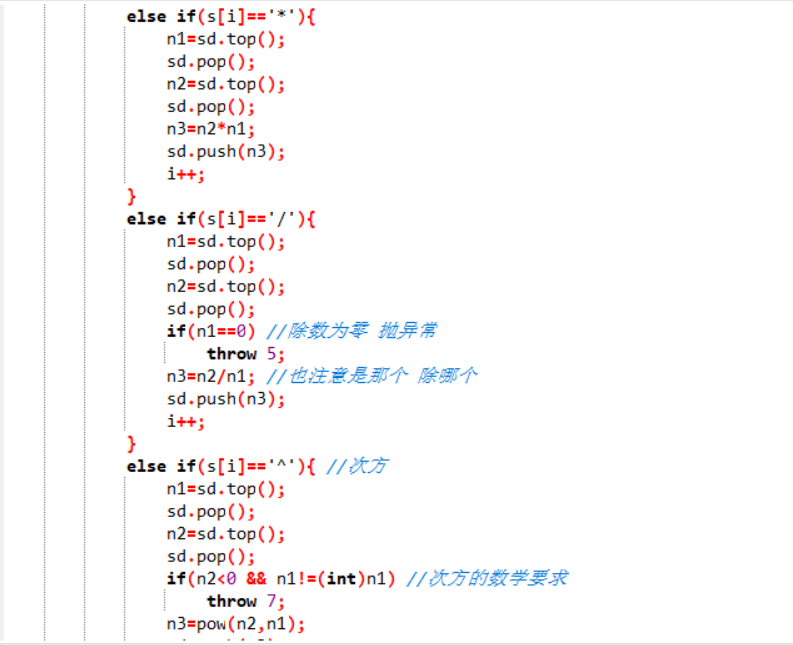 else if(s[i]=='*'){
n1=sd.top();
sd.pop();
n2=sd.top();
sd.pop();
n3=n2*n1;
sd.push(n3);
i++;
}
else if(s[i]=='/'){
n1=sd.top();
sd.pop();
n2=sd.top();
sd.pop();
if(n1==0) //除数为零 抛异常
throw 5;
n3=n2/n1; //也注意是那个 除哪个
sd.push(n3);
i++;
}
else if(s[i]=='^'){ //次方
n1=sd.top();
sd.pop();
n2=sd.top();
sd.pop();
if(n2<0 && n1!=(int)n1) //次方的数学要求
throw 7;
n3=pow(n2,n1);